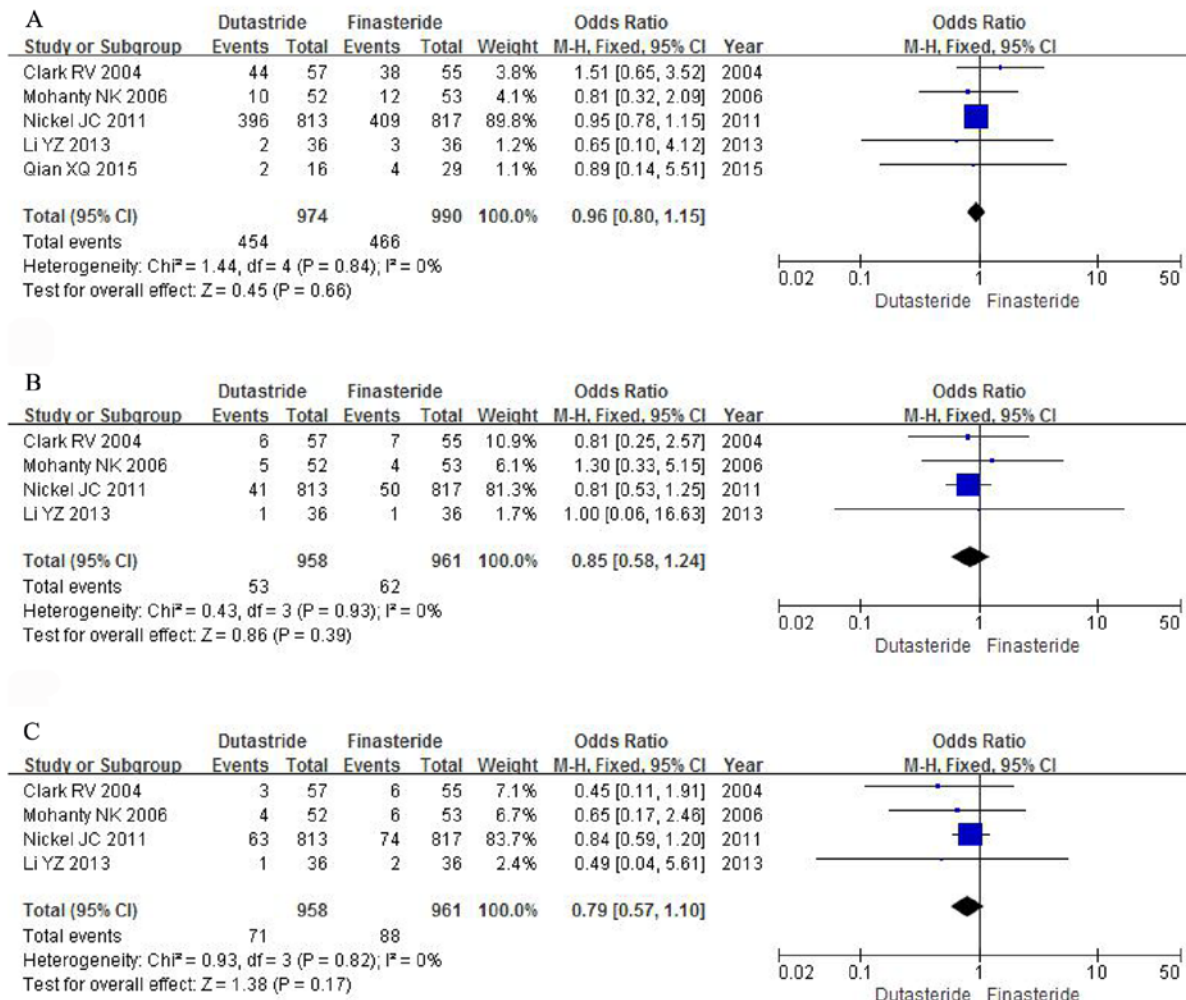 A
Dutastride Finasteride Odds Ratio Odds Ratio
Study or Subgroup Events Total Events Total Weight M-H, Fixed, 95% CI Year M-H, Fixed, 95% CI
Clark RV 2004 44 57 38 55 3.8% 1.51 [0.65, 3.52] 2004
Mohanty NK 2006 10 52 12 53 4.1% 0.81 [0.32, 2.09] 2006
Nickel JC 2011 396 813 409 817 89.8% 0.95 [0.78, 1.15] 2011
Li YZ 2013 2 36 3 36 1.2% 0.65 [0.10, 4.12] 2013
Qian XQ 2015 2 16 4 29 1.1% 0.89 [0.14, 5.51] 2015
Total (95% CI) 974 990 100.0% 0.96 [0.80, 1.15]
Total events 454 466
Heterogeneity: Chi² = 1.44, df = 4 (P = 0.84); I² = 0%
Test for overall effect: Z = 0.45 (P = 0.66)
0.02 0.1 1 10 50
Dutasteride Finasteride
B
Dutastride Finasteride Odds Ratio Odds Ratio
Study or Subgroup Events Total Events Total Weight M-H, Fixed, 95% CI Year M-H, Fixed, 95% CI
Clark RV 2004 6 57 7 55 10.9% 0.81 [0.25, 2.57] 2004
Mohanty NK 2006 5 52 4 53 6.1% 1.30 [0.33, 5.15] 2006
Nickel JC 2011 41 813 50 817 81.3% 0.81 [0.53, 1.25] 2011
Li YZ 2013 1 36 1 36 1.7% 1.00 [0.06, 16.63] 2013
Total (95% CI) 958 961 100.0% 0.85 [0.58, 1.24]
Total events 53 62
Heterogeneity: Chi² = 0.43, df = 3 (P = 0.93); I² = 0%
Test for overall effect: Z = 0.86 (P = 0.39)
0.02 0.1 1 10 50
Dutasteride Finasteride
C
Dutastride Finasteride Odds Ratio Odds Ratio
Study or Subgroup Events Total Events Total Weight M-H, Fixed, 95% CI Year M-H, Fixed, 95% CI
Clark RV 2004 3 57 6 55 7.1% 0.45 [0.11, 1.91] 2004
Mohanty NK 2006 4 52 6 53 6.7% 0.65 [0.17, 2.46] 2006
Nickel JC 2011 63 813 74 817 83.7% 0.84 [0.59, 1.20] 2011
Li YZ 2013 1 36 2 36 2.4% 0.49 [0.04, 5.61] 2013
Total (95% CI) 958 961 100.0% 0.79 [0.57, 1.10]
Total events 71 88
Heterogeneity: Chi² = 0.93, df = 3 (P = 0.82); I² = 0%
Test for overall effect: Z = 1.38 (P = 0.17)
0.02 0.1 1 10 50
Dutasteride Finasteride